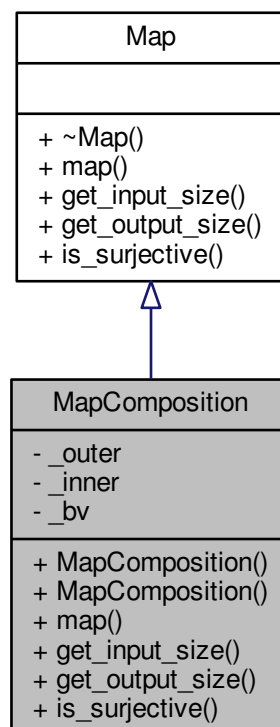 Map
+ ~Map()
+ map()
+ get_input_size()
+ get_output_size()
+ is_surjective()
MapComposition
- _outer
- _inner
- _bv
+ MapComposition()
+ MapComposition()
+ map()
+ get_input_size()
+ get_output_size()
+ is_surjective()